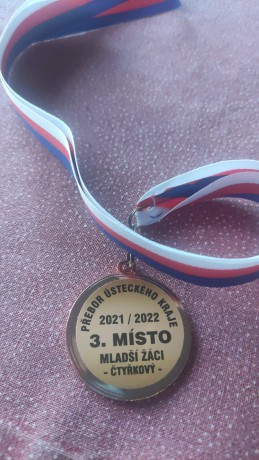 PŘEBOR ÚSTECKÉHO KRAJE
2021 / 2022
3. MÍSTO
MLADŠÍ ŽÁCI
- ČTYŘKOVÝ -